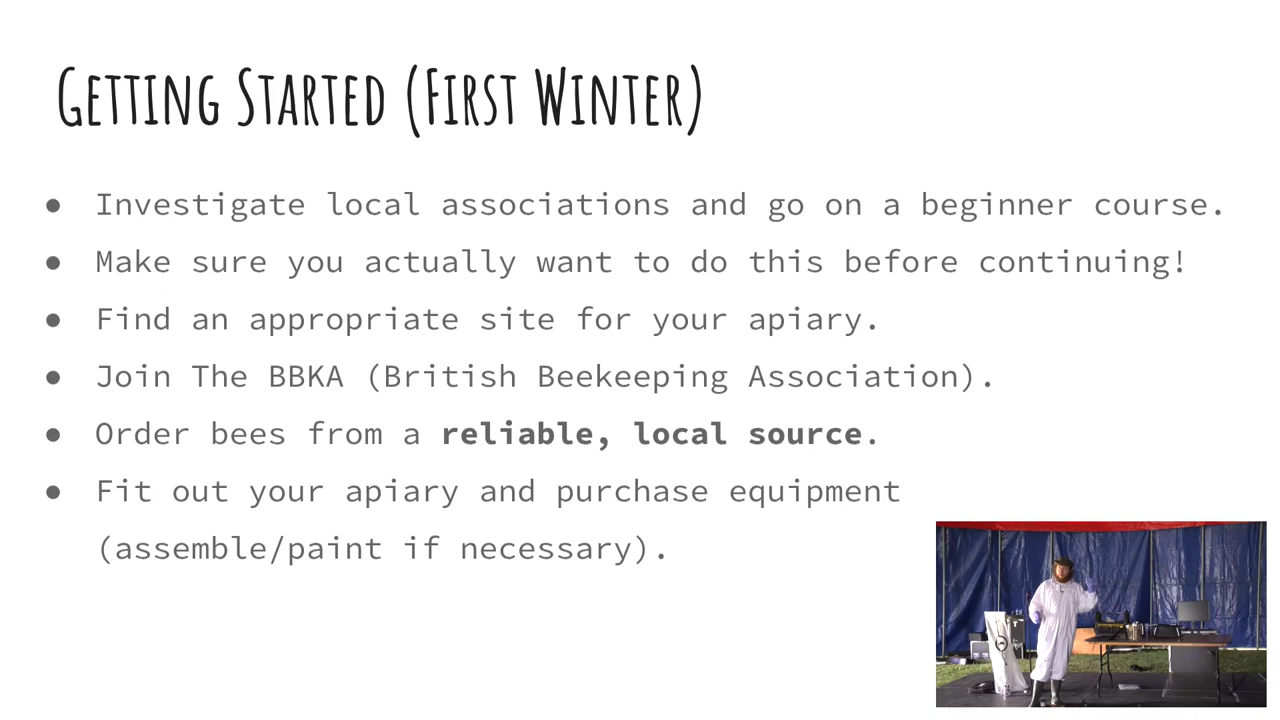 Getting Started (First Winter)
● Investigate local associations and go on a beginner course.
● Make sure you actually want to do this before continuing!
● Find an appropriate site for your apiary.
● Join The BBKA (British Beekeeping Association).
● Order bees from a reliable, local source.
● Fit out your apiary and purchase equipment
(assemble/paint if necessary).